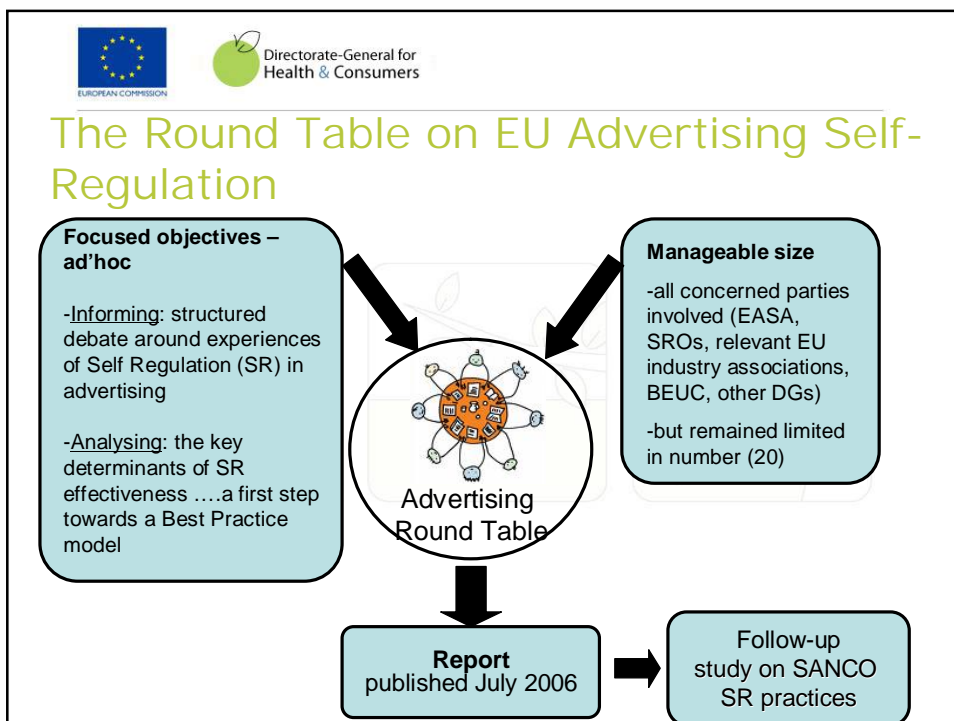 EUROPEAN COMMISSION
Directorate-General for
Health & Consumers
The Round Table on EU Advertising Self-
Regulation
Focused objectives –
ad'hoc
-Informing: structured
debate around experiences
of Self Regulation (SR) in
advertising
-Analysing: the key
determinants of SR
effectiveness ….a first step
towards a Best Practice
model
Manageable size
-all concerned parties
involved (EASA,
SROs, relevant EU
industry associations,
BEUC, other DGs)
-but remained limited
in number (20)
Advertising
Round Table
Report
published July 2006
Follow-up
study on SANCO
SR practices